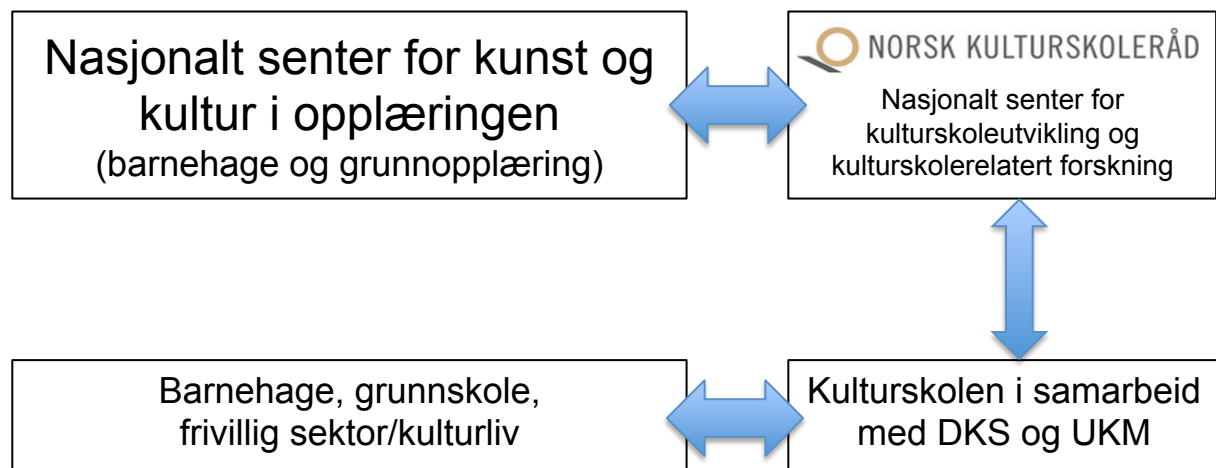 Nasjonalt senter for kunst og
kultur i opplæringen
(barnehage og grunnopplæring)
NORSK KULTURSKOLERÅD
Nasjonalt senter for
kulturskoleutvikling og
kulturskolerelatert forskning
Barnehage, grunnskole,
frivillig sektor/kulturliv
Kulturskolen i samarbeid
med DKS og UKM